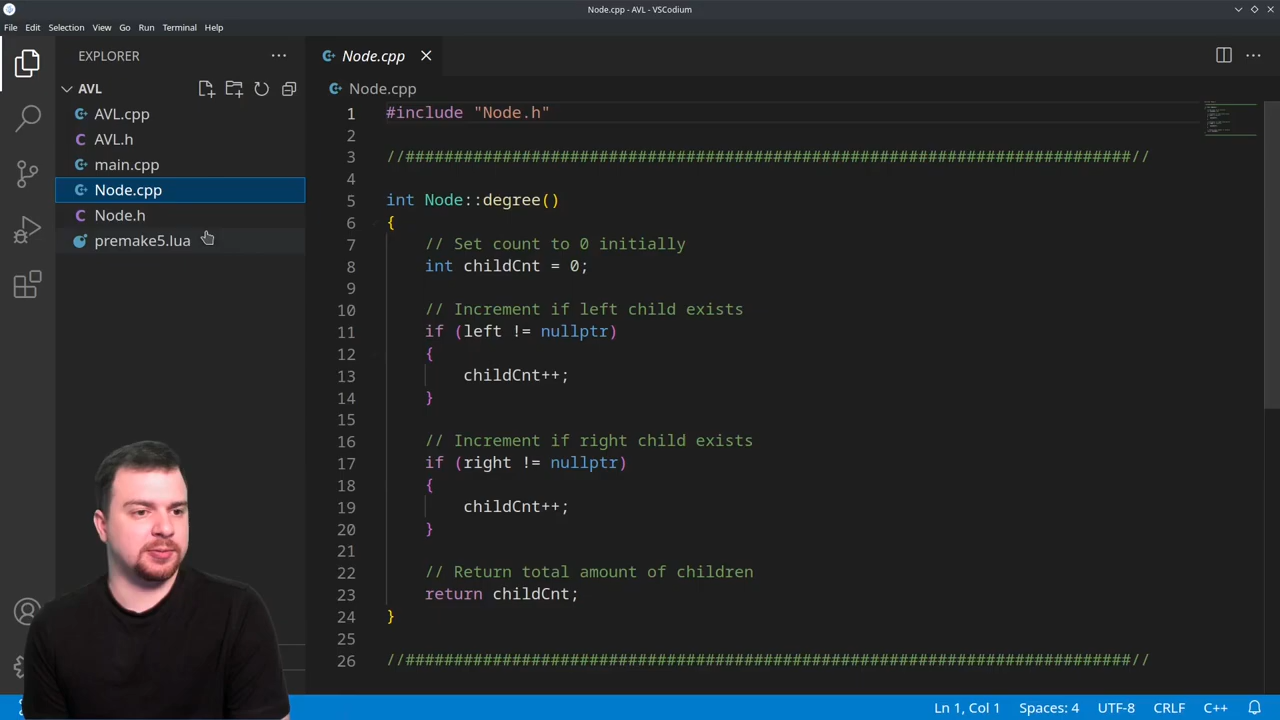 Node.cpp - AVL - VSCodium
File Edit Selection View Go Run Terminal Help
EXPLORER
AVL
AVL.cpp
AVL.h
main.cpp
Node.cpp
Node.h
premake5.lua
Node.cpp
Node.cpp
1 #include "Node.h"
2
3 //###########################################################################//
4
5 int Node::degree()
6 {
7 // Set count to 0 initially
8 int childCnt = 0;
9
10 // Increment if left child exists
11 if (left != nullptr)
12 {
13 childCnt++;
14 }
15
16 // Increment if right child exists
17 if (right != nullptr)
18 {
19 childCnt++;
20 }
21
22 // Return total amount of children
23 return childCnt;
24 }
25
26 //###########################################################################//
Ln 1, Col 1 Spaces: 4 UTF-8 CRLF C++